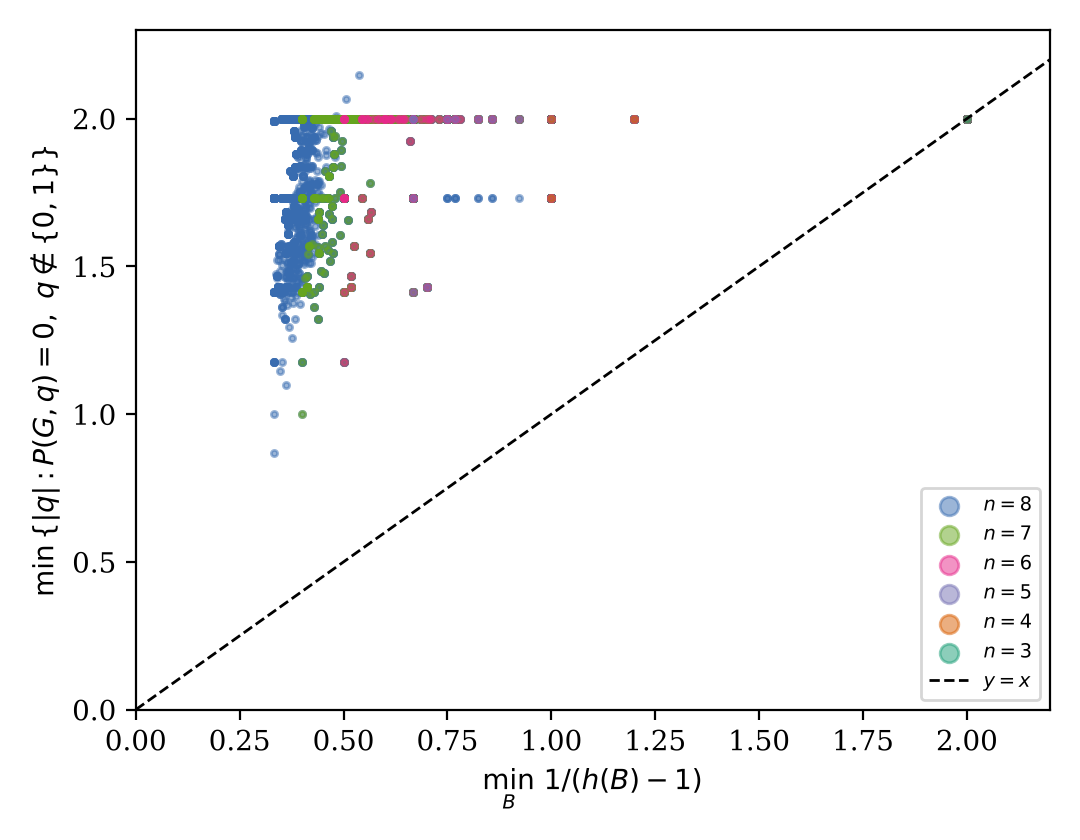 min {|q| : P(G, q) = 0, q ∉ {0, 1}}
2.0
1.5
1.0
0.5
0.0
0.00 0.25 0.50 0.75 1.00 1.25 1.50 1.75 2.00
min 1/(h(B) − 1)
B
n = 8
n = 7
n = 6
n = 5
n = 4
n = 3
y = x